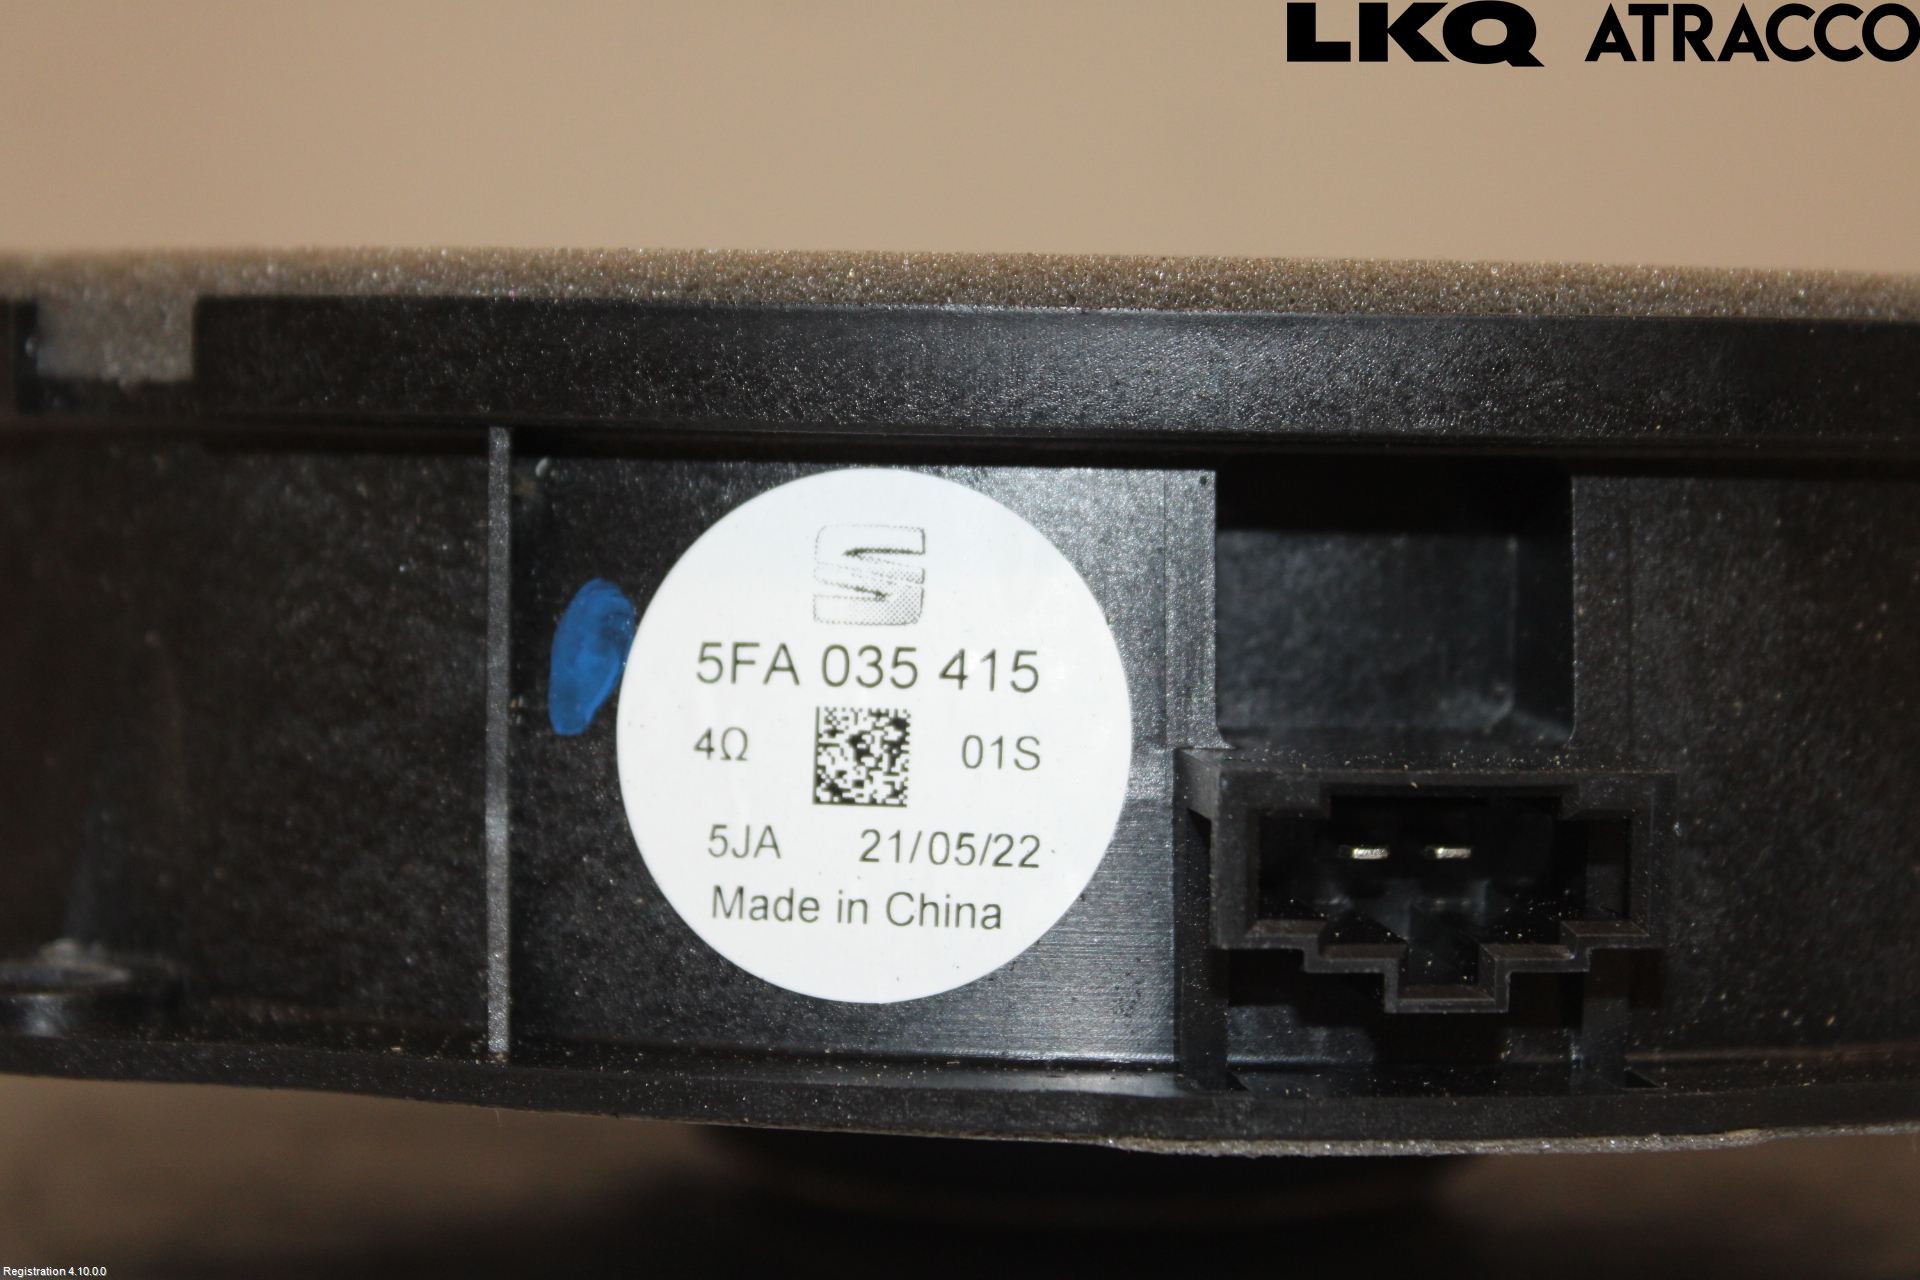 LKQ ATRACCO
5FA 035 415
4Ω 01S
5JA 21/05/22
Made in China
Registration 4.10.0.0